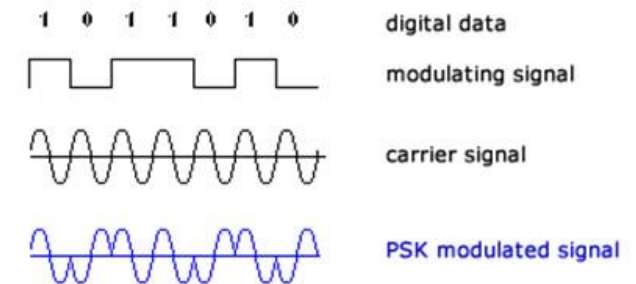 1 0 1 1 0 1 0 digital data
modulating signal
carrier signal
PSK modulated signal